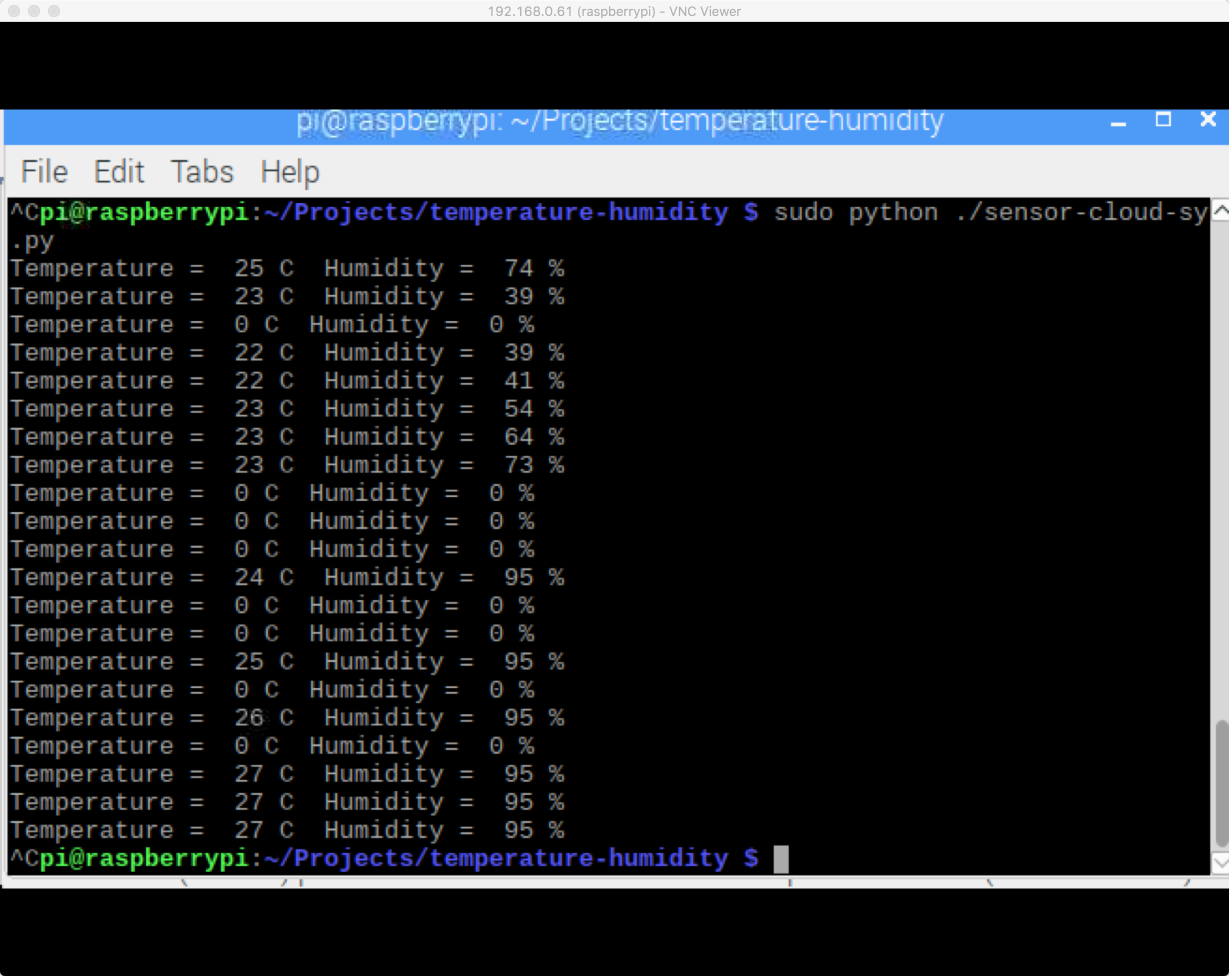 192.168.0.61 (raspberrypi) - VNC Viewer
pi@raspberrypi: ~/Projects/temperature-humidity
File Edit Tabs Help
^Cpi@raspberrypi:~/Projects/temperature-humidity $ sudo python ./sensor-cloud-sy
.py
Temperature =  25 C  Humidity =  74 %
Temperature =  23 C  Humidity =  39 %
Temperature =  0 C  Humidity =  0 %
Temperature =  22 C  Humidity =  39 %
Temperature =  22 C  Humidity =  41 %
Temperature =  23 C  Humidity =  54 %
Temperature =  23 C  Humidity =  64 %
Temperature =  23 C  Humidity =  73 %
Temperature =  0 C  Humidity =  0 %
Temperature =  0 C  Humidity =  0 %
Temperature =  0 C  Humidity =  0 %
Temperature =  24 C  Humidity =  95 %
Temperature =  0 C  Humidity =  0 %
Temperature =  0 C  Humidity =  0 %
Temperature =  25 C  Humidity =  95 %
Temperature =  0 C  Humidity =  0 %
Temperature =  26 C  Humidity =  95 %
Temperature =  0 C  Humidity =  0 %
Temperature =  27 C  Humidity =  95 %
Temperature =  27 C  Humidity =  95 %
Temperature =  27 C  Humidity =  95 %
^Cpi@raspberrypi:~/Projects/temperature-humidity $